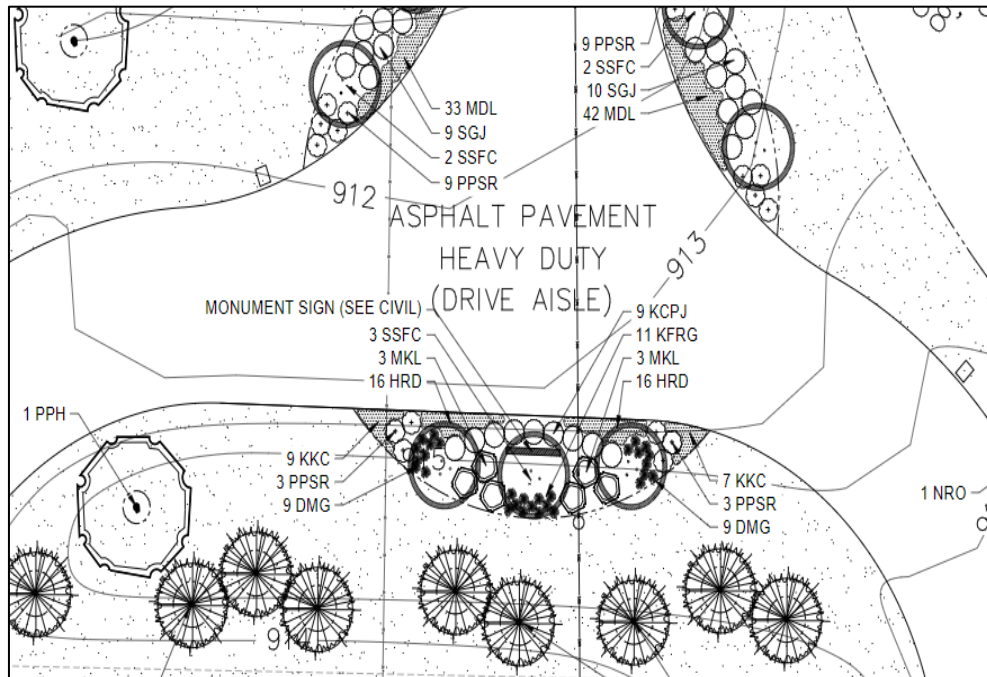 9 PPSR
2 SSFC
10 SGJ
42 MDL
33 MDL
9 SGJ
2 SSFC
9 PPSR
912
ASPHALT PAVEMENT
HEAVY DUTY
(DRIVE AISLE)
913
MONUMENT SIGN (SEE CIVIL)
3 SSFC
3 MKL
16 HRD
9 KCPJ
11 KFRG
3 MKL
16 HRD
1 PPH
9 KKC
3 PPSR
9 DMG
7 KKC
3 PPSR
9 DMG
1 NRO